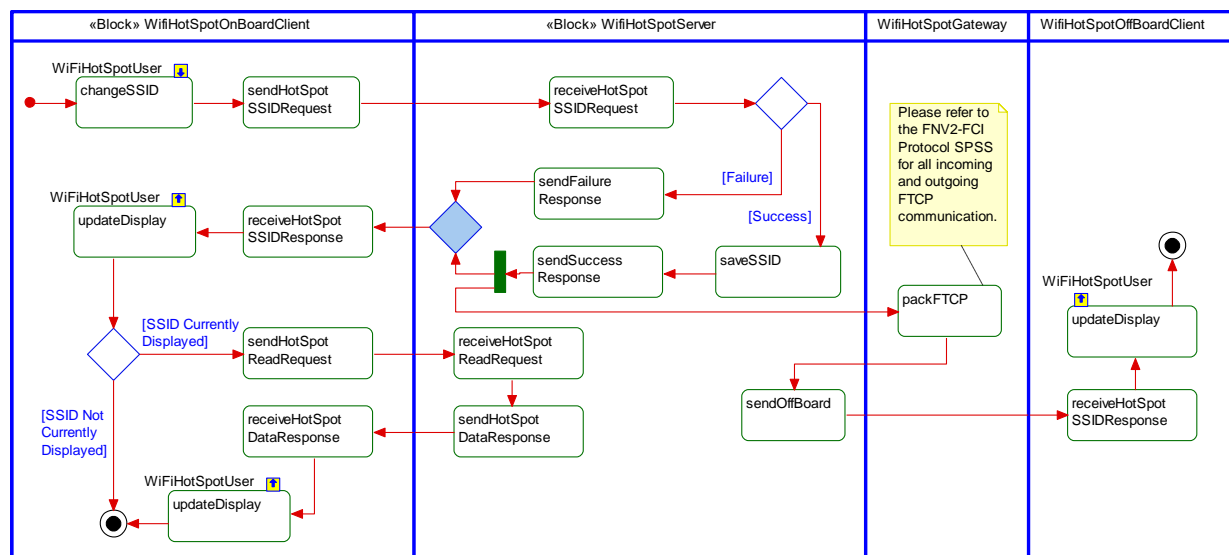 «Block» WifiHotSpotOnBoardClient
«Block» WifiHotSpotServer
WifiHotSpotGateway
WifiHotSpotOffBoardClient
WiFiHotSpotUser
changeSSID
sendHotSpot
SSIDRequest
receiveHotSpot
SSIDRequest
Please refer to
the FNV2-FCI
Protocol SPSS
for all incoming
and outgoing
FTCP
communication.
[Failure]
[Success]
sendFailure
Response
WiFiHotSpotUser
updateDisplay
receiveHotSpot
SSIDResponse
sendSuccess
Response
saveSSID
packFTCP
WiFiHotSpotUser
updateDisplay
[SSID Currently
Displayed]
sendHotSpot
ReadRequest
receiveHotSpot
ReadRequest
sendOffBoard
receiveHotSpot
SSIDResponse
[SSID Not
Currently
Displayed]
receiveHotSpot
DataResponse
sendHotSpot
DataResponse
WiFiHotSpotUser
updateDisplay